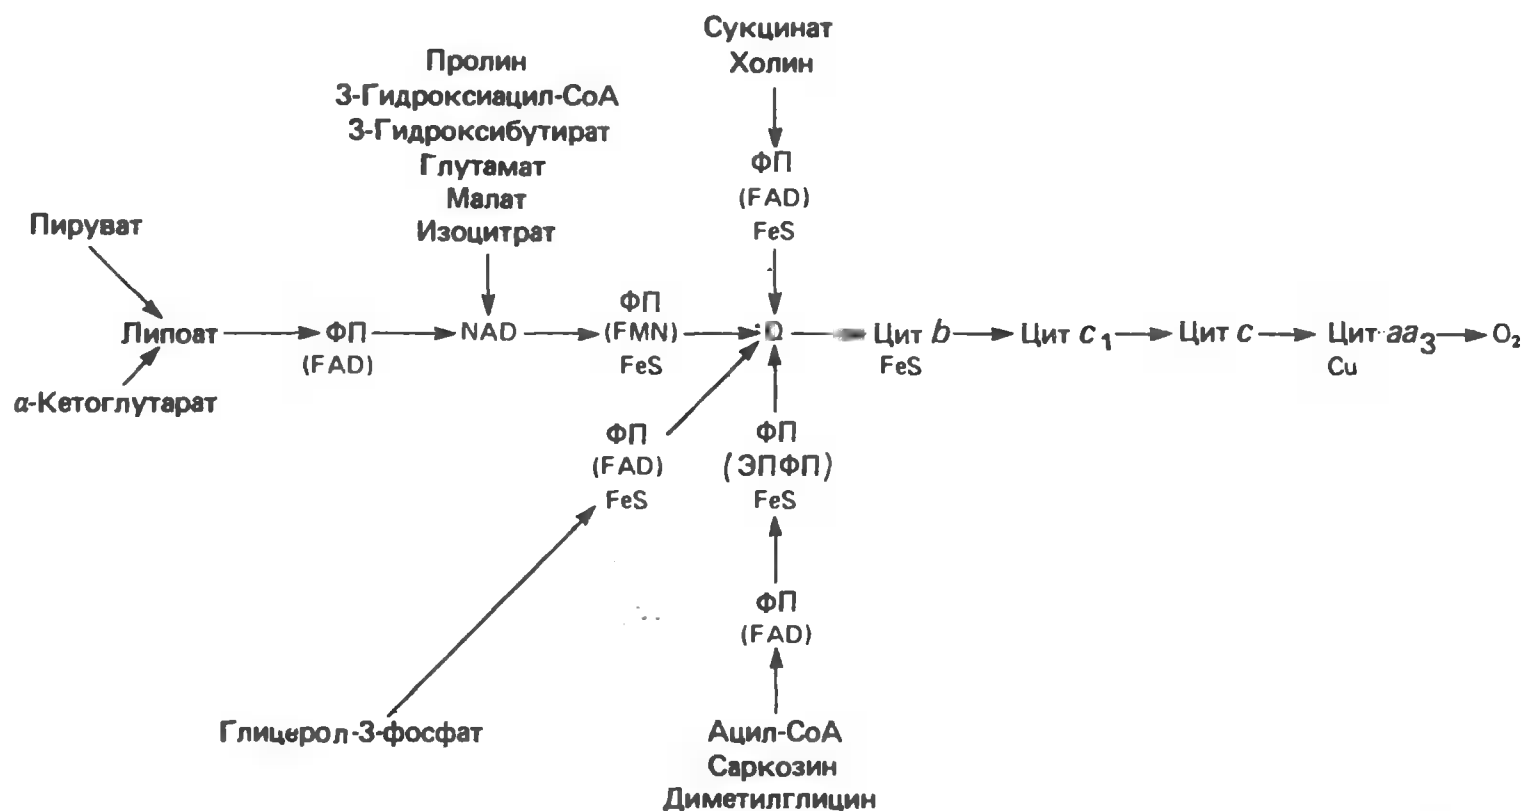 Сукцинат
Холин
ФП
(FAD)
FeS
Пролин
3-Гидроксиацил-CoA
3-Гидроксибутират
Глутамат
Малат
Изоцитрат
Пируват
Липоат
α-Кетоглутарат
ФП
(FAD)
NAD
ФП
(FMN)
FeS
Q
Цит b
FeS
Цит c₁
Цит c
Цит aa₃
Cu
O₂
ФП
(FAD)
FeS
Глицерол-3-фосфат
ФП
(ЭПФП)
FeS
ФП
(FAD)
Ацил-CoA
Саркозин
Диметилглицин